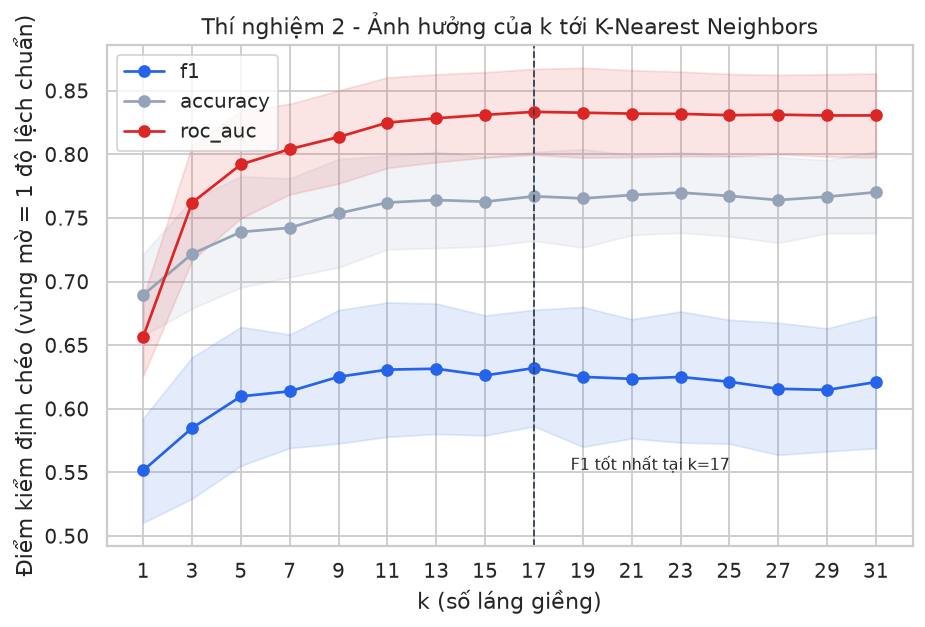 Thí nghiệm 2 - Ảnh hưởng của k tới K-Nearest Neighbors
Điểm kiểm định chéo (vùng mờ = 1 độ lệch chuẩn)
f1
accuracy
roc_auc
0.85
0.80
0.75
0.70
0.65
0.60
0.55
0.50
F1 tốt nhất tại k=17
1 3 5 7 9 11 13 15 17 19 21 23 25 27 29 31
k (số láng giềng)